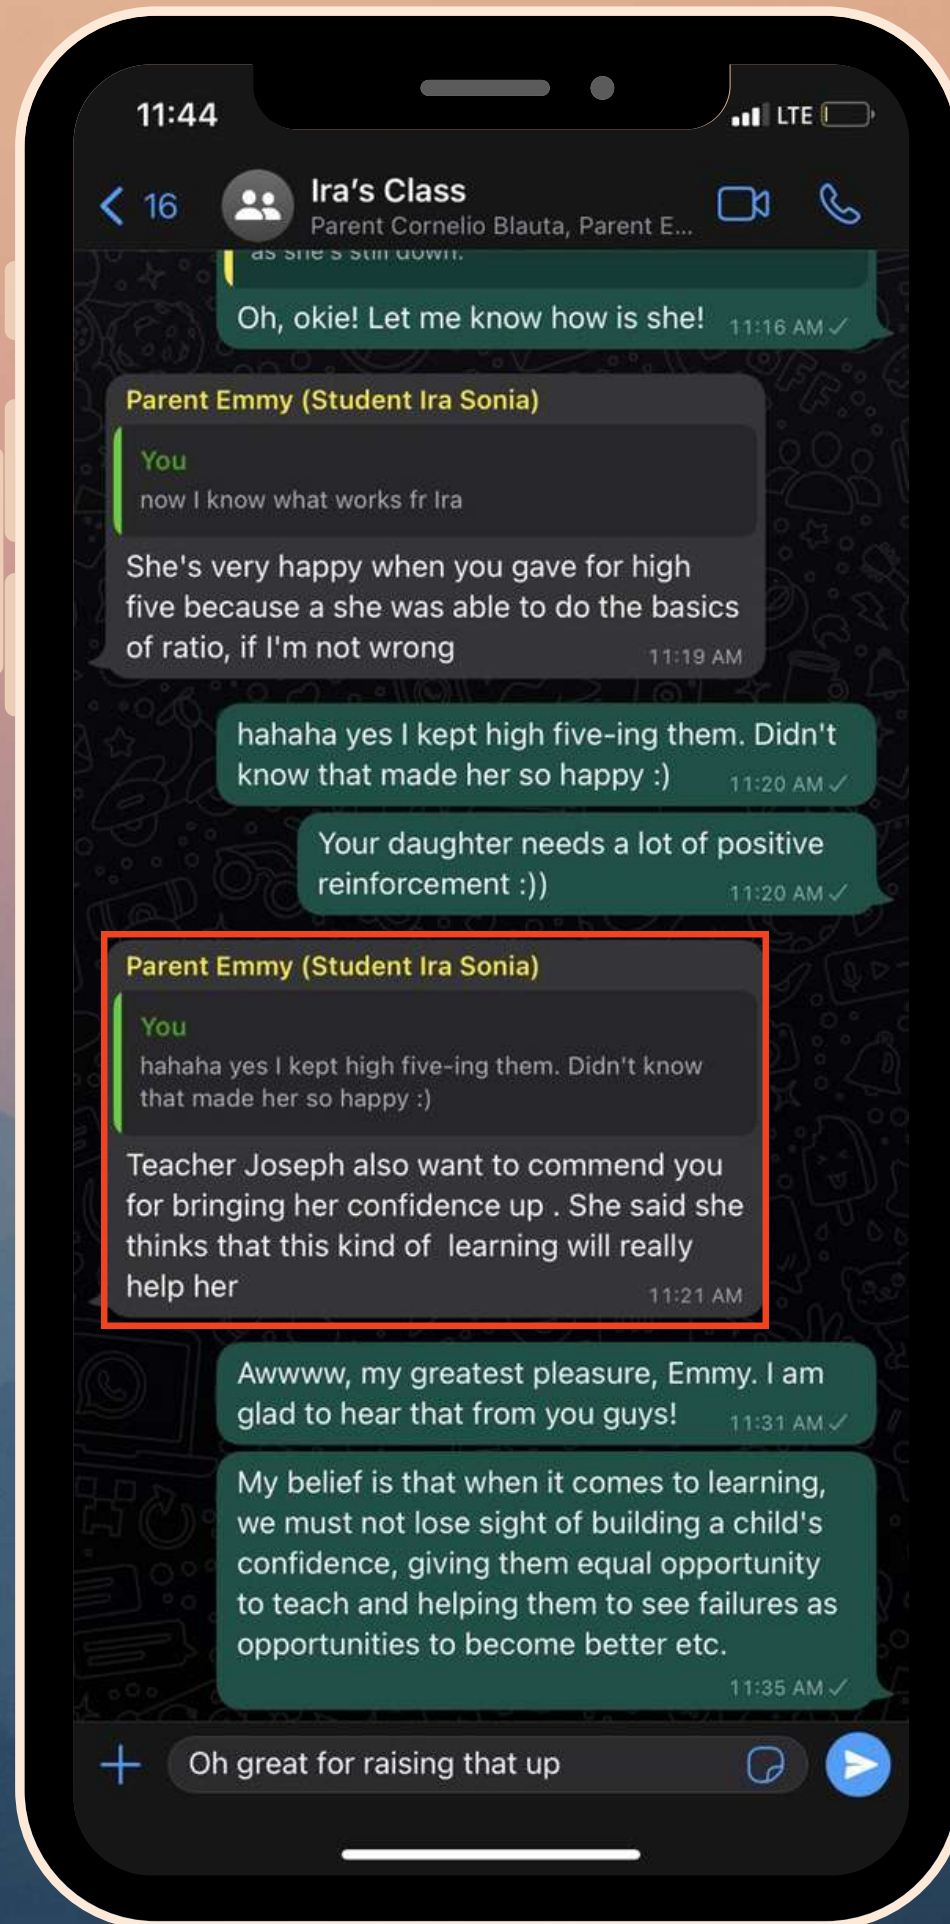 11:44
LTE
16
Ira's Class
Parent Cornelio Blauta, Parent E...
as she's still down.
Oh, okie! Let me know how is she!
11:16 AM
Parent Emmy (Student Ira Sonia)
You
now I know what works fr Ira
She's very happy when you gave for high
five because a she was able to do the basics
of ratio, if I'm not wrong
11:19 AM
hahaha yes I kept high five-ing them. Didn't
know that made her so happy :)
11:20 AM
Your daughter needs a lot of positive
reinforcement :))
11:20 AM
Parent Emmy (Student Ira Sonia)
You
hahaha yes I kept high five-ing them. Didn't know
that made her so happy :)
Teacher Joseph also want to commend you
for bringing her confidence up . She said she
thinks that this kind of  learning will really
help her
11:21 AM
Awwww, my greatest pleasure, Emmy. I am
glad to hear that from you guys!
11:31 AM
My belief is that when it comes to learning,
we must not lose sight of building a child's
confidence, giving them equal opportunity
to teach and helping them to see failures as
opportunities to become better etc.
11:35 AM
Oh great for raising that up